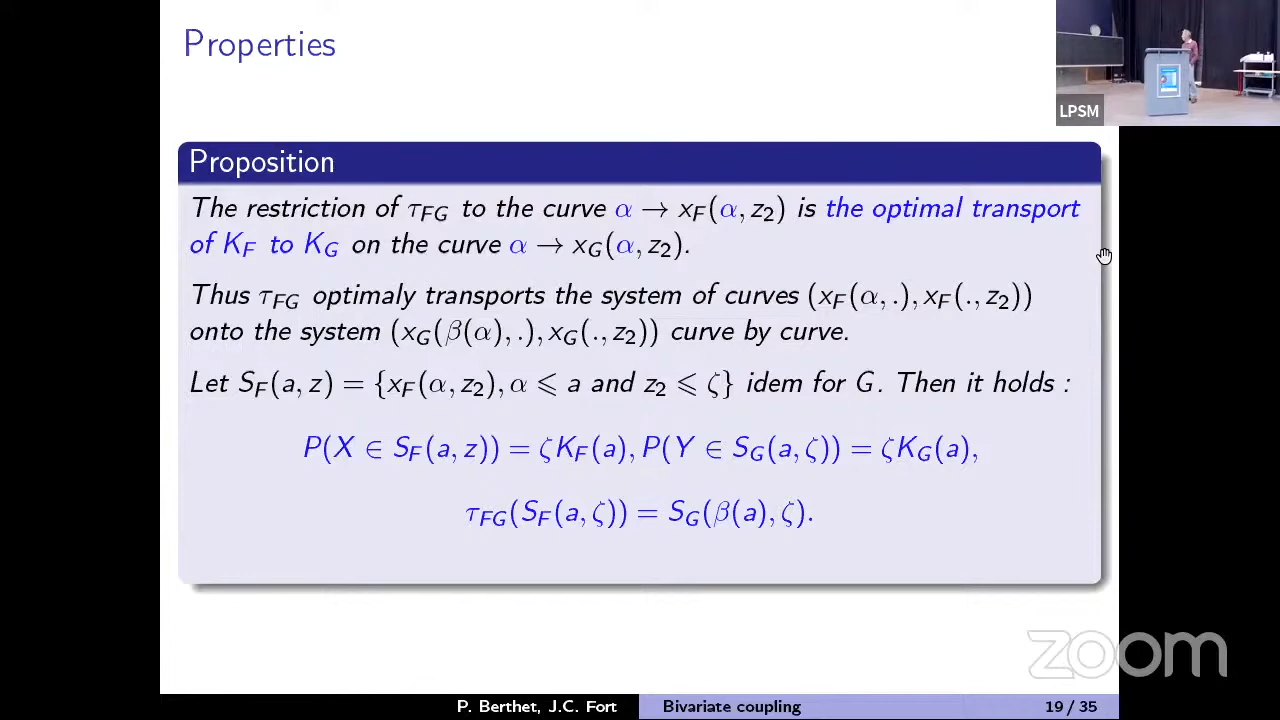 Properties
LPSM
Proposition
The restriction of τ_FG to the curve α → x_F(α, z_2) is the optimal transport
of K_F to K_G on the curve α → x_G(α, z_2).
Thus τ_FG optimaly transports the system of curves (x_F(α, .), x_F(., z_2))
onto the system (x_G(β(α), .), x_G(., z_2)) curve by curve.
Let S_F(a, z) = {x_F(α, z_2), α ⩽ a and z_2 ⩽ ζ} idem for G. Then it holds :
P(X ∈ S_F(a, z)) = ζK_F(a), P(Y ∈ S_G(a, ζ)) = ζK_G(a),
τ_FG(S_F(a, ζ)) = S_G(β(a), ζ).
zoom
P. Berthet, J.C. Fort Bivariate coupling 19 / 35